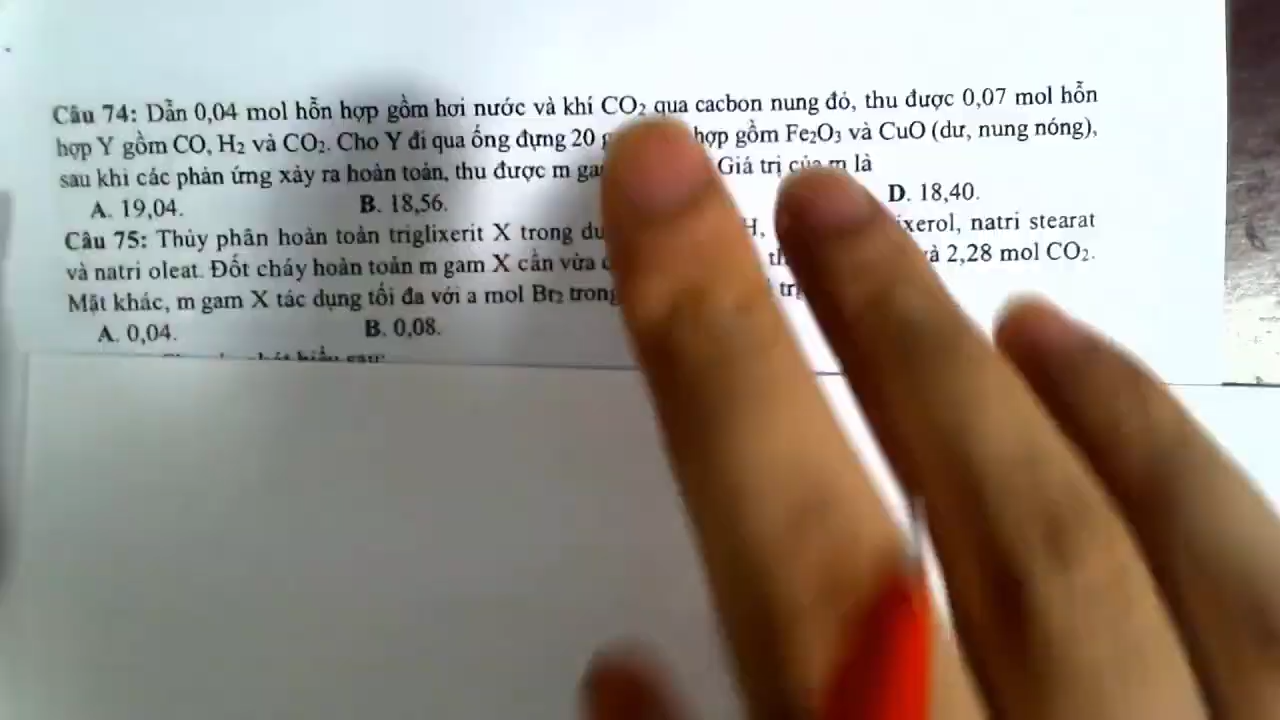 Câu 74: Dẫn 0,04 mol hỗn hợp gồm hơi nước và khí CO₂ qua cacbon nung đỏ, thu được 0,07 mol hỗn
hợp Y gồm CO, H₂ và CO₂. Cho Y đi qua ống đựng 20 hợp gồm Fe₂O₃ và CuO (dư, nung nóng),
sau khi các phản ứng xảy ra hoàn toàn, thu được m Giá trị của m là
A. 19,04. B. 18,56. D. 18,40.
Câu 75: Thủy phân hoàn toàn triglixerit X trong natri stearat
và natri oleat. Đốt cháy hoàn toàn m gam X cần vừa 2,28 mol CO₂.
Mặt khác, m gam X tác dụng tối đa với a mol Br₂ trong
A. 0,04. B. 0,08.